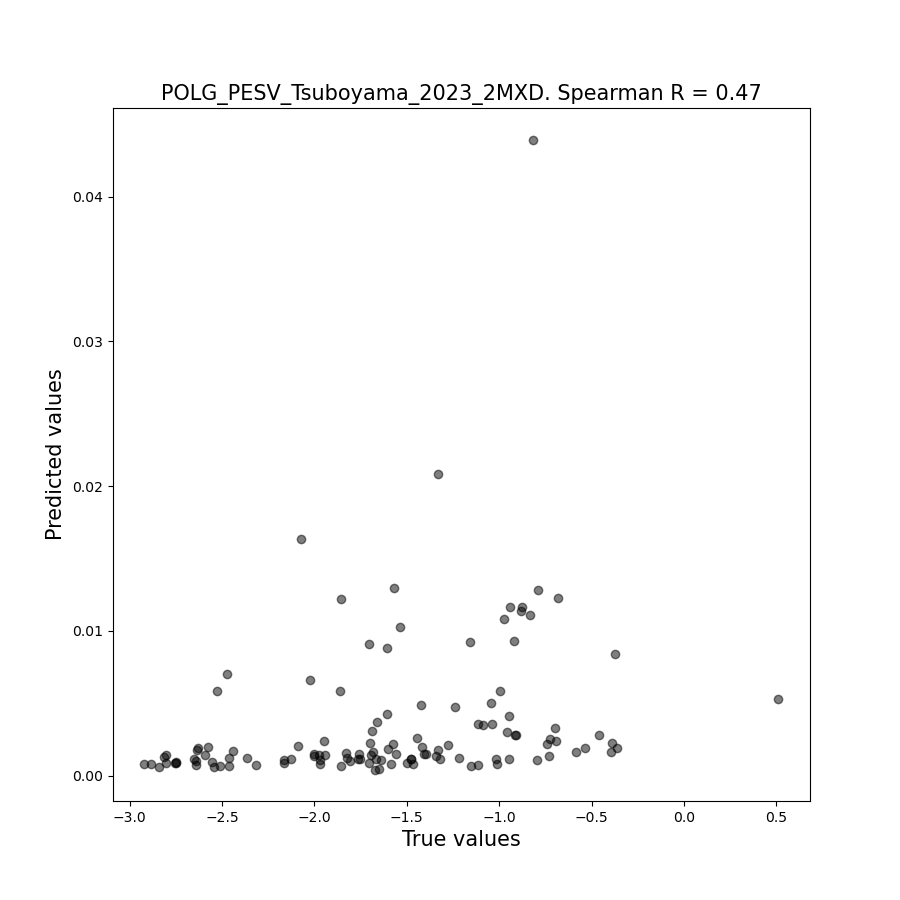 POLG_PESV_Tsuboyama_2023_2MXD. Spearman R = 0.47
0.04
0.03
0.02
0.01
0.00
Predicted values
−3.0 −2.5 −2.0 −1.5 −1.0 −0.5 0.0 0.5
True values